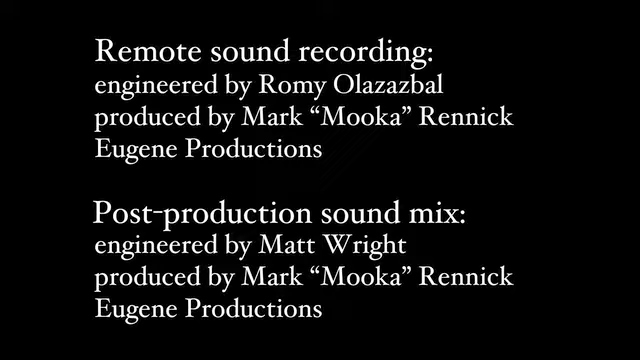 Remote sound recording:
engineered by Romy Olazazbal
produced by Mark “Mooka” Rennick
Eugene Productions
Post-production sound mix:
engineered by Matt Wright
produced by Mark “Mooka” Rennick
Eugene Productions